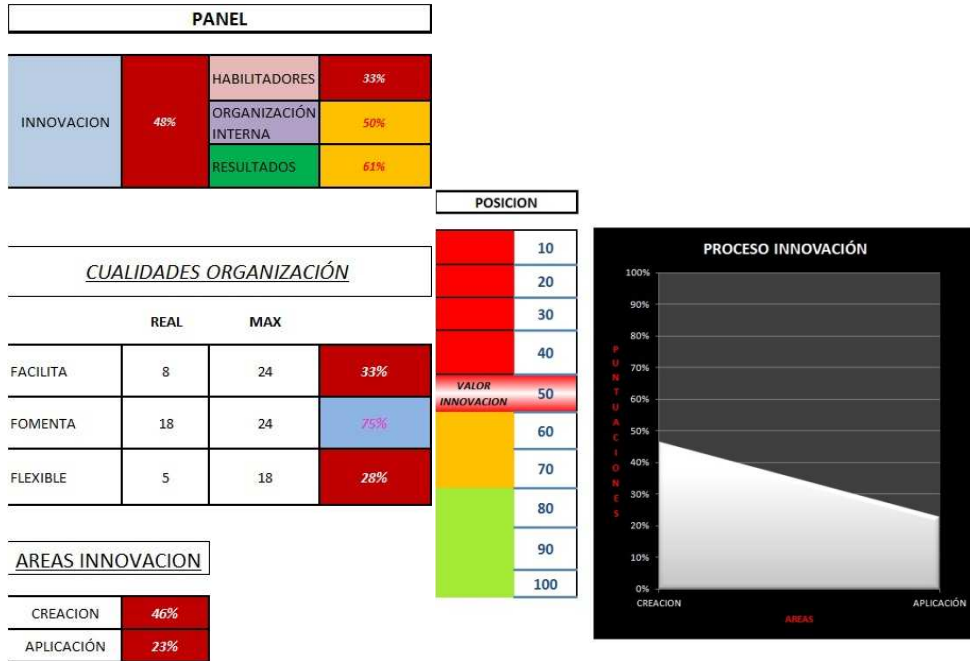 PANEL
INNOVACION 48% HABILITADORES 33%
ORGANIZACIÓN INTERNA 50%
RESULTADOS 61%
CUALIDADES ORGANIZACIÓN
REAL MAX
FACILITA 8 24 33%
FOMENTA 18 24 75%
FLEXIBLE 5 18 28%
AREAS INNOVACION
CREACION 46%
APLICACIÓN 23%
POSICION
10
20
30
40
VALOR INNOVACION 50
60
70
80
90
100
PROCESO INNOVACIÓN
PUNTUACIONES
100%
90%
80%
70%
60%
50%
40%
30%
20%
10%
0%
CREACION APLICACIÓN
AREAS